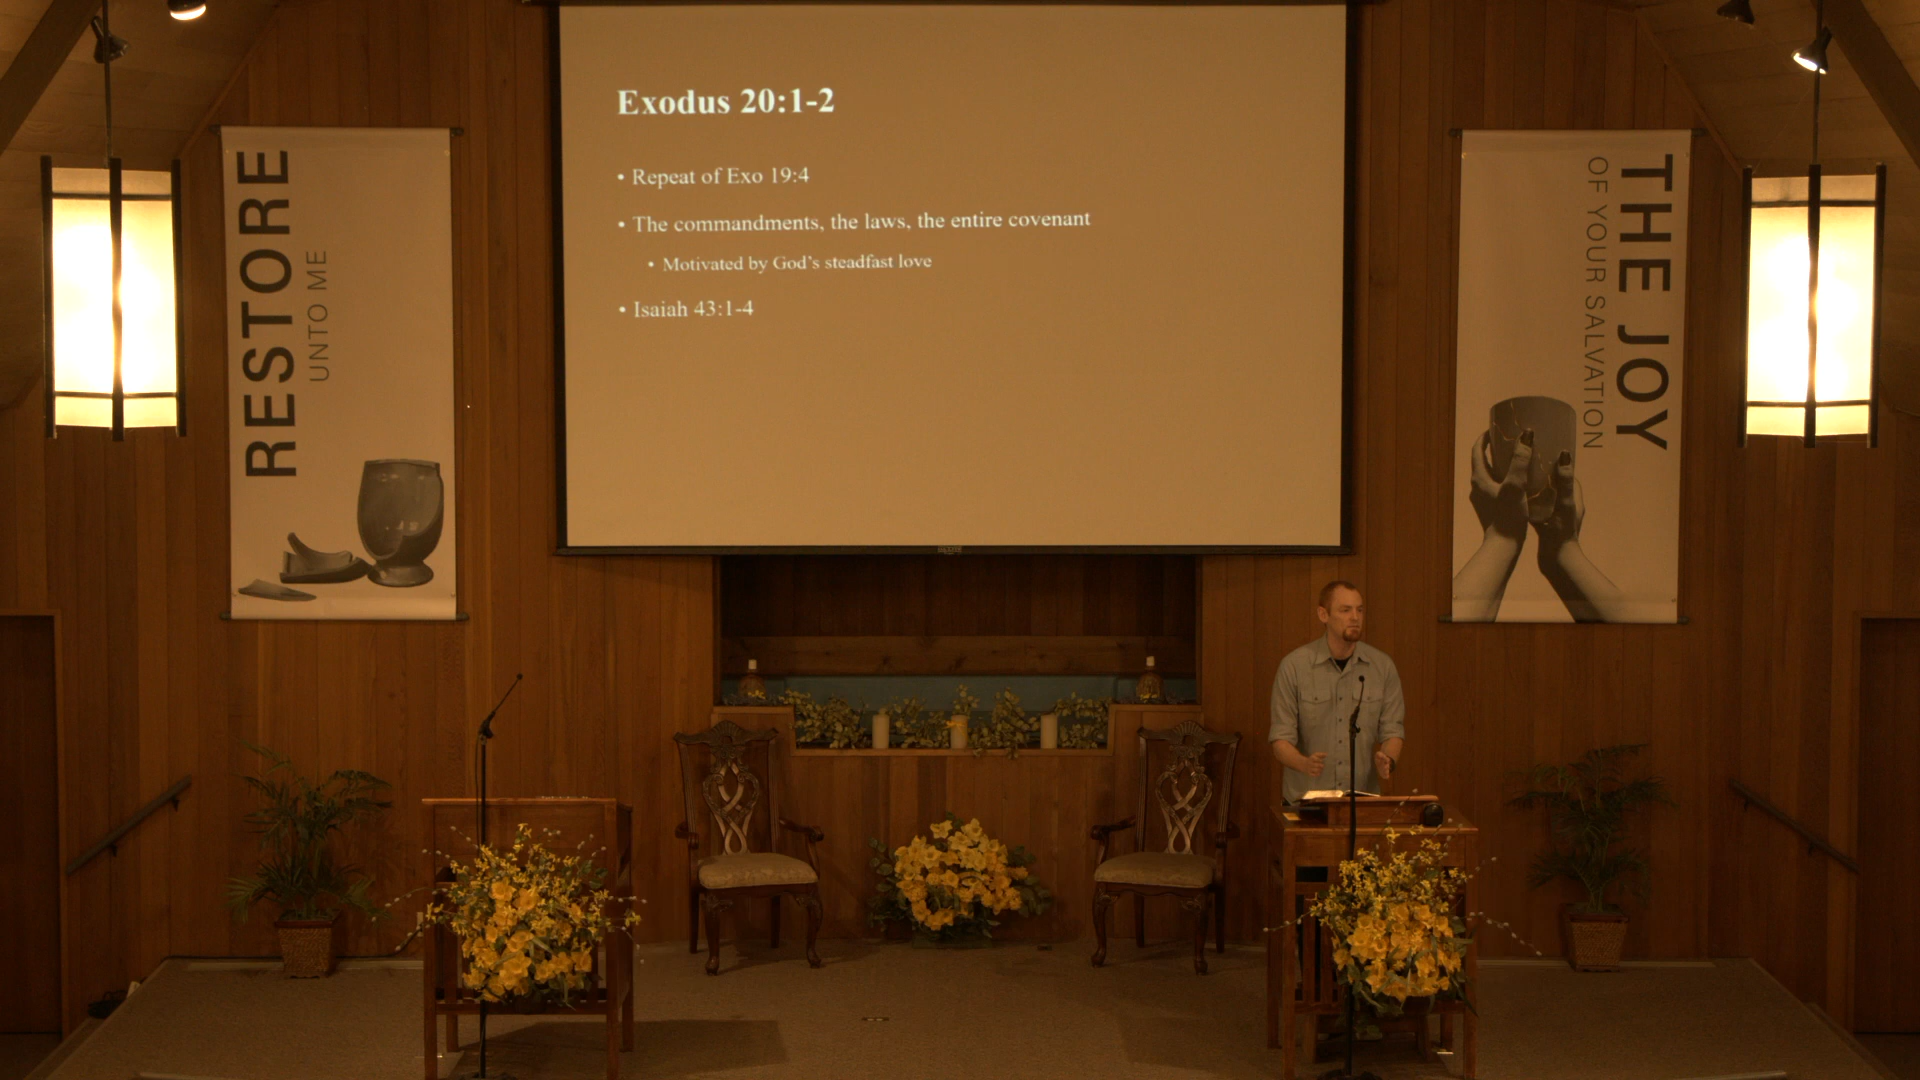 Exodus 20:1-2
• Repeat of Exo 19:4
• The commandments, the laws, the entire covenant
• Motivated by God's steadfast love
• Isaiah 43:1-4
RESTORE
UNTO ME
THE JOY
OF YOUR SALVATION